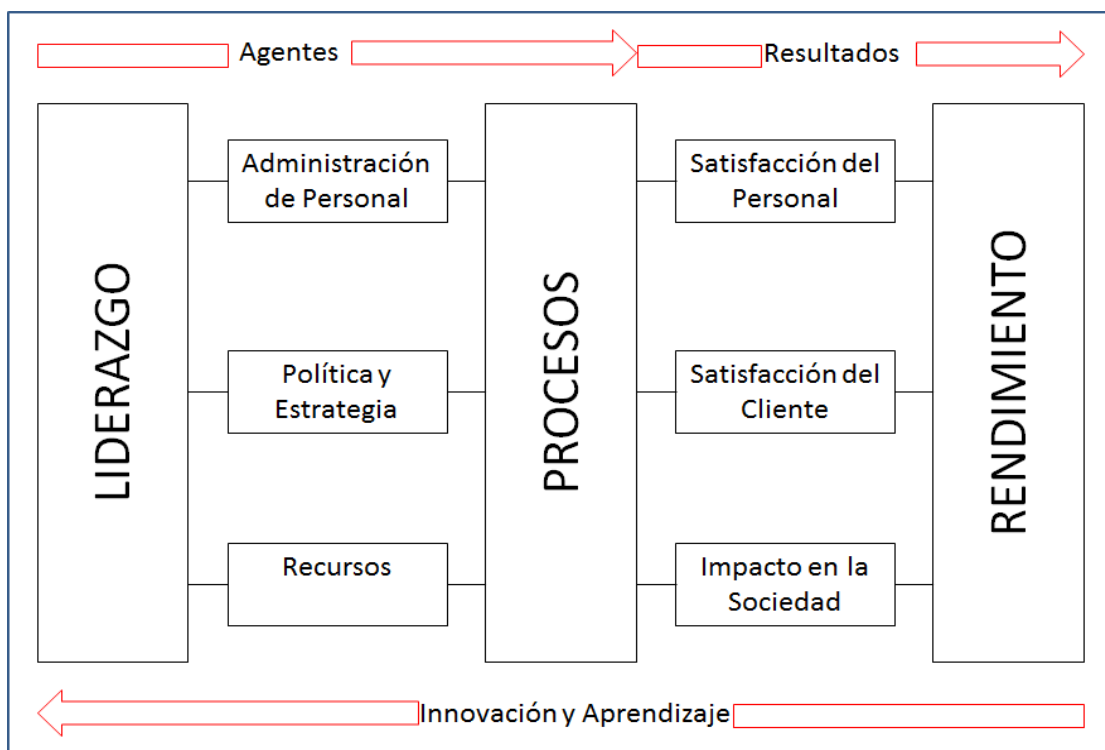 Agentes
Resultados
LIDERAZGO
Administración
de Personal
Política y
Estrategia
Recursos
PROCESOS
Satisfacción del
Personal
Satisfacción del
Cliente
Impacto en la
Sociedad
RENDIMIENTO
Innovación y Aprendizaje